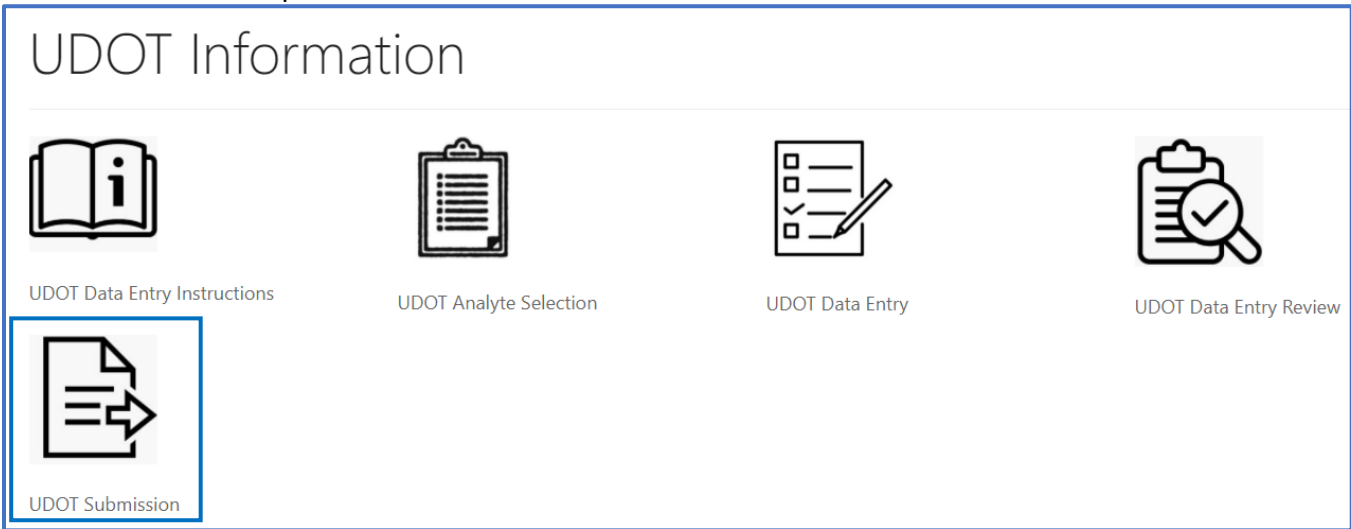 UDOT Information
UDOT Data Entry Instructions
UDOT Analyte Selection
UDOT Data Entry
UDOT Data Entry Review
UDOT Submission